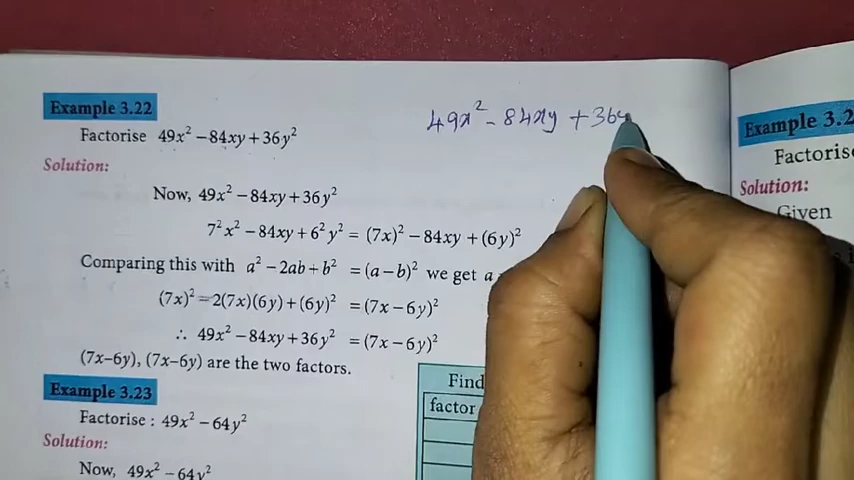 Example 3.22
Factorise 49x² – 84xy + 36y²
Solution:
Now, 49x² – 84xy + 36y²
7²x² – 84xy + 6²y² = (7x)² – 84xy + (6y)²
Comparing this with a² – 2ab + b² = (a – b)² we get a
(7x)² – 2(7x)(6y) + (6y)² = (7x – 6y)²
∴ 49x² – 84xy + 36y² = (7x – 6y)²
(7x–6y), (7x–6y) are the two factors.
Example 3.23
Factorise : 49x² – 64y²
Solution:
Now, 49x² – 64y²
49x² - 84xy + 36y
Find
factor
Example 3.2
Factoris
Solution:
Given